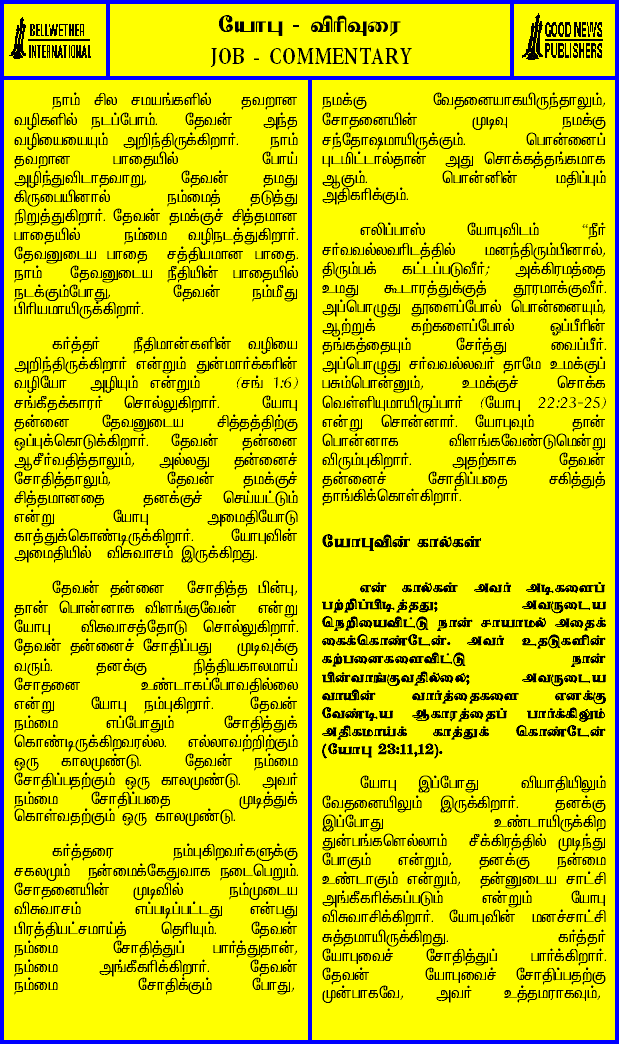 BELLWETHER
INTERNATIONAL
யோபு - விரிவுரை
JOB - COMMENTARY
GOOD NEWS
PUBLISHERS
நாம் சில சமயங்களில் தவறான
வழிகளில் நடப்போம். தேவன் அந்த
வழியையையும் அறிந்திருக்கிறார். நாம்
தவறான பாதையில் போய்
அழிந்துவிடாதவாறு, தேவன் தமது
கிருபையினால் நம்மைத் தடுத்து
நிறுத்துகிறார். தேவன் தமக்குச் சித்தமான
பாதையில் நம்மை வழிநடத்துகிறார்.
தேவனுடைய பாதை சத்தியமான பாதை.
நாம் தேவனுடைய நீதியின் பாதையில்
நடக்கும்போது, தேவன் நம்மீது
பிரியமாயிருக்கிறார்.
கர்த்தர் நீதிமான்களின் வழியை
அறிந்திருக்கிறார் என்றும் துன்மார்க்கரின்
வழியோ அழியும் என்றும் (சங் 1:6)
சங்கீதக்காரர் சொல்லுகிறார். யோபு
தன்னை தேவனுடைய சித்தத்திற்கு
ஒப்புக்கொடுக்கிறார். தேவன் தன்னை
ஆசீர்வதித்தாலும், அல்லது தன்னைச்
சோதித்தாலும், தேவன் தமக்குச்
சித்தமானதை தனக்குச் செய்யட்டும்
என்று யோபு அமைதியோடு
காத்துக்கொண்டிருக்கிறார். யோபுவின்
அமைதியில் விசுவாசம் இருக்கிறது.
தேவன் தன்னை சோதித்த பின்பு,
தான் பொன்னாக விளங்குவேன் என்று
யோபு விசுவாசத்தோடு சொல்லுகிறார்.
தேவன் தன்னைச் சோதிப்பது முடிவுக்கு
வரும். தனக்கு நித்தியகாலமாய்
சோதனை உண்டாகப்போவதில்லை
என்று யோபு நம்புகிறார். தேவன்
நம்மை எப்போதும் சோதித்துக்
கொண்டிருக்கிறவரல்ல. எல்லாவற்றிற்கும்
ஒரு காலமுண்டு. தேவன் நம்மை
சோதிப்பதற்கும் ஒரு காலமுண்டு. அவர்
நம்மை சோதிப்பதை முடித்துக்
கொள்வதற்கும் ஒரு காலமுண்டு.
கர்த்தரை நம்புகிறவர்களுக்கு
சகலமும் நன்மைக்கேதுவாக நடைபெறும்.
சோதனையின் முடிவில் நம்முடைய
விசுவாசம் எப்படிப்பட்டது என்பது
பிரத்தியட்சமாய்த் தெரியும். தேவன்
நம்மை சோதித்துப் பார்த்துதான்,
நம்மை அங்கீகரிக்கிறார். தேவன்
நம்மை சோதிக்கும் போது,
நமக்கு வேதனையாகயிருந்தாலும்,
சோதனையின் முடிவு நமக்கு
சந்தோஷமாயிருக்கும். பொன்னைப்
புடமிட்டால்தான் அது சொக்கத்தங்கமாக
ஆகும். பொன்னின் மதிப்பும்
அதிகரிக்கும்.
எலிப்பாஸ் யோபுவிடம் “நீர்
சர்வவல்லவரிடத்தில் மனந்திரும்பினால்,
திரும்பக் கட்டப்படுவீர்; அக்கிரமத்தை
உமது கூடாரத்துக்குத் தூரமாக்குவீர்.
அப்பொழுது தூளைப்போல் பொன்னையும்,
ஆற்றுக் கற்களைப்போல் ஓப்பீரின்
தங்கத்தையும் சேர்த்து வைப்பீர்.
அப்பொழுது சர்வவல்லவர் தாமே உமக்குப்
பசும்பொன்னும், உமக்குச் சொக்க
வெள்ளியுமாயிருப்பார் (யோபு 22:23-25)
என்று சொன்னார். யோபுவும் தான்
பொன்னாக விளங்கவேண்டுமென்று
விரும்புகிறார். அதற்காக தேவன்
தன்னைச் சோதிப்பதை சகித்துத்
தாங்கிக்கொள்கிறார்.
யோபுவின் கால்கள்
என் கால்கள் அவர் அடிகளைப்
பற்றிப்பிடித்தது; அவருடைய
நெறியைவிட்டு நான் சாயாமல் அதைக்
கைக்கொண்டேன். அவர் உதடுகளின்
கற்பனைகளைவிட்டு நான்
பின்வாங்குவதில்லை; அவருடைய
வாயின் வார்த்தைகளை எனக்கு
வேண்டிய ஆகாரத்தைப் பார்க்கிலும்
அதிகமாய்க் காத்துக் கொண்டேன்
(யோபு 23:11,12).
யோபு இப்போது வியாதியிலும்
வேதனையிலும் இருக்கிறார். தனக்கு
இப்போது உண்டாயிருக்கிற
துன்பங்களெல்லாம் சீக்கிரத்தில் முடிந்து
போகும் என்றும், தனக்கு நன்மை
உண்டாகும் என்றும், தன்னுடைய சாட்சி
அங்கீகரிக்கப்படும் என்றும் யோபு
விசுவாசிக்கிறார். யோபுவின் மனச்சாட்சி
சுத்தமாயிருக்கிறது. கர்த்தர்
யோபுவைச் சோதித்துப் பார்க்கிறார்.
தேவன் யோபுவைச் சோதிப்பதற்கு
முன்பாகவே, அவர் உத்தமராகவும்,